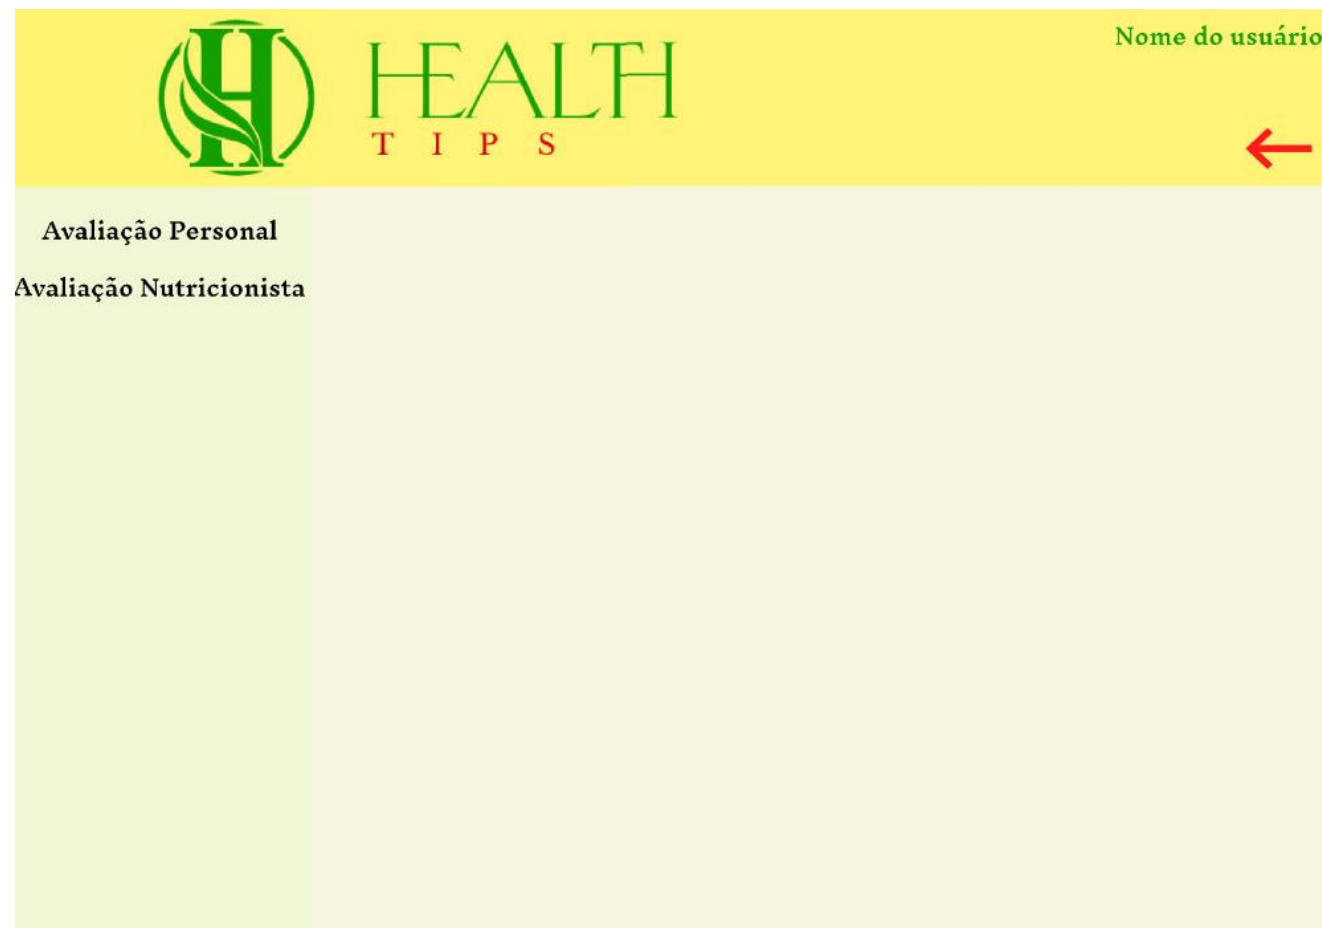 HEALTH
TIPS
Nome do usuário
Avaliação Personal
Avaliação Nutricionista